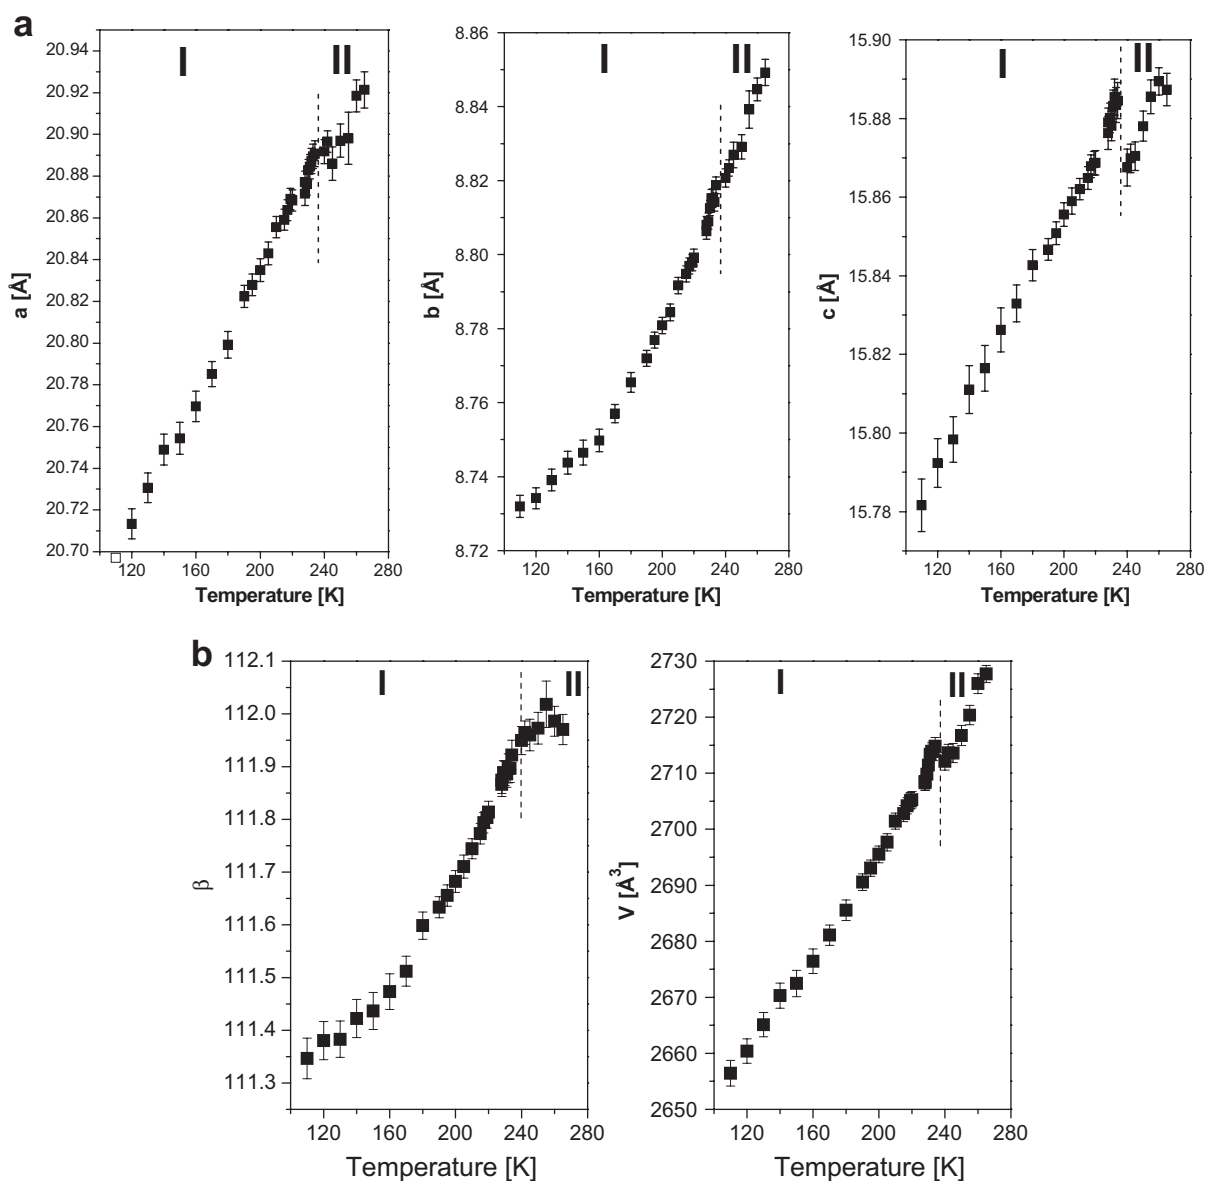 a
20.94
20.92
20.90
20.88
20.86
20.84
20.82
20.80
20.78
20.76
20.74
20.72
20.70
a [Å]
I
II
120 160 200 240 280
Temperature [K]
8.86
8.84
8.82
8.80
8.78
8.76
8.74
8.72
b [Å]
I
II
120 160 200 240 280
Temperature [K]
15.90
15.88
15.86
15.84
15.82
15.80
15.78
c [Å]
I
II
120 160 200 240 280
Temperature [K]
b
112.1
112.0
111.9
111.8
111.7
111.6
111.5
111.4
111.3
β
I
II
120 160 200 240 280
Temperature [K]
2730
2720
2710
2700
2690
2680
2670
2660
2650
V [Å³]
I
II
120 160 200 240 280
Temperature [K]